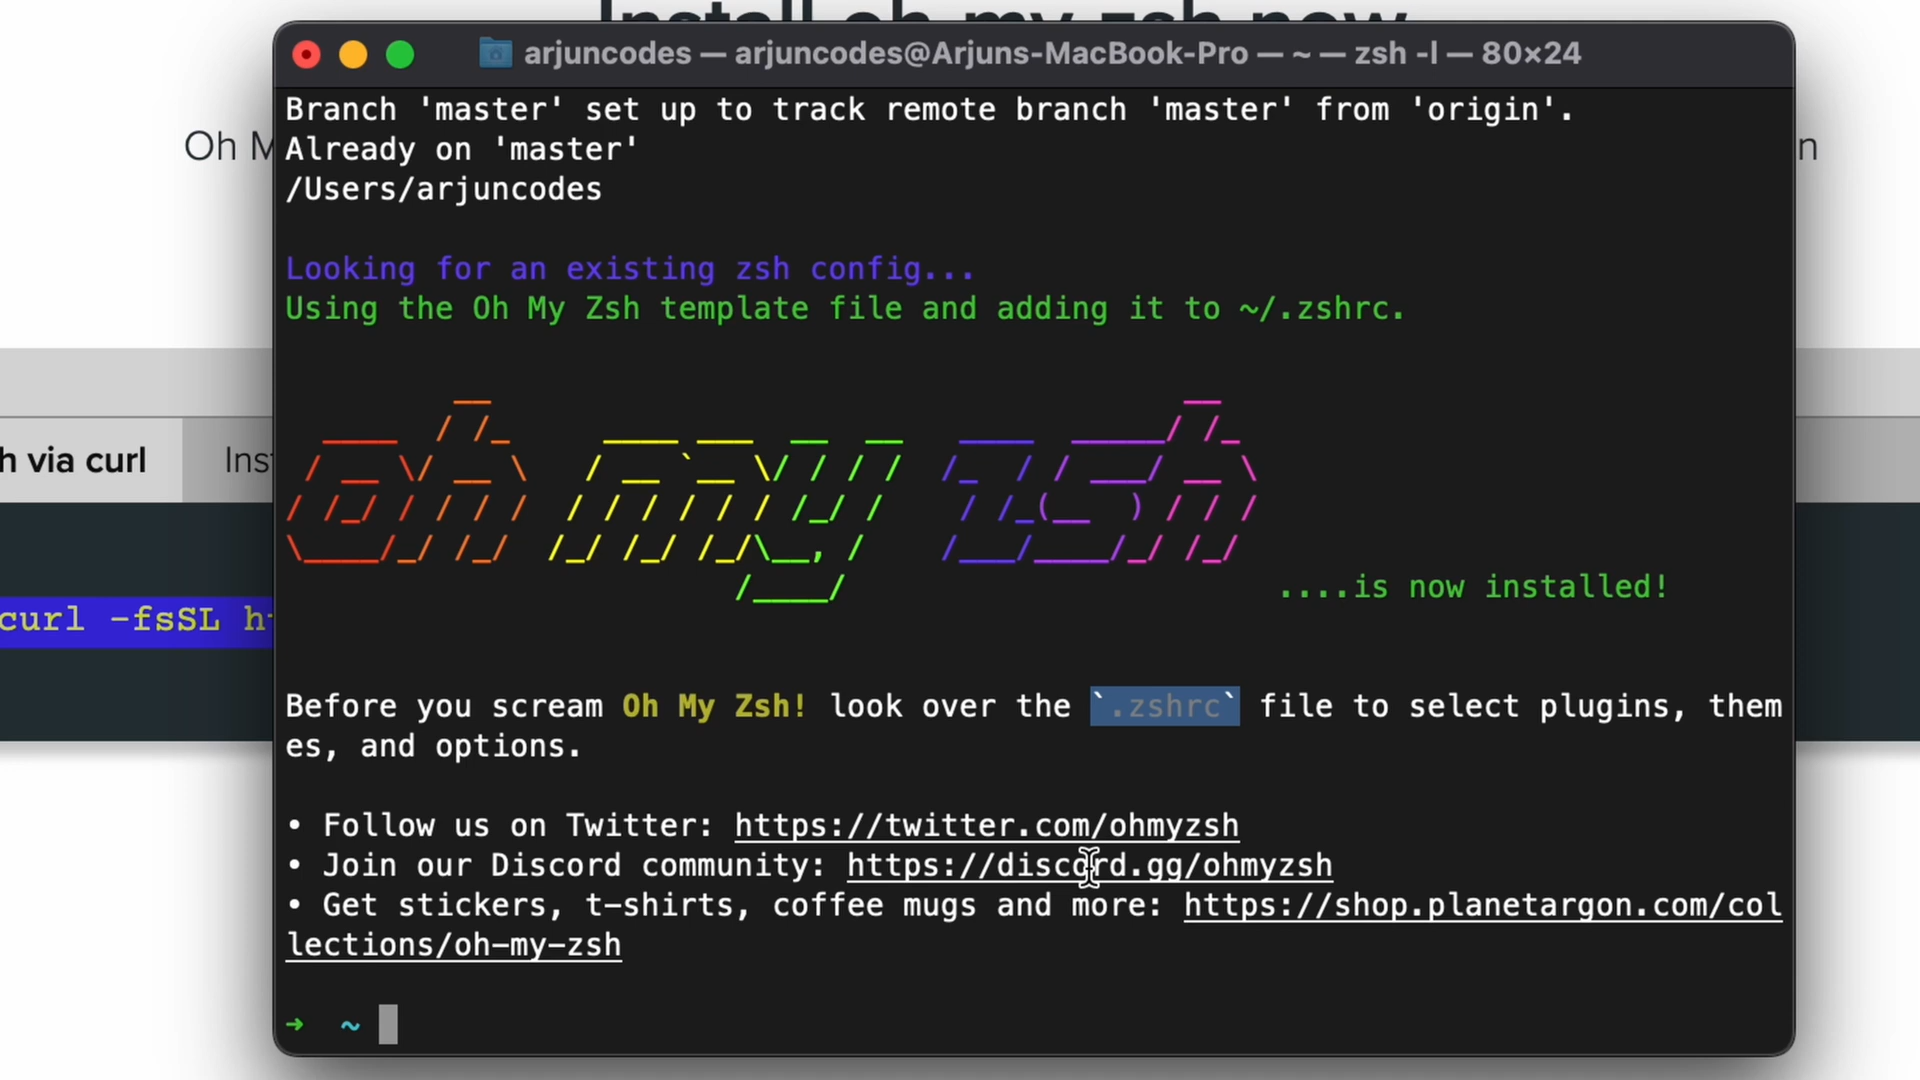 Install oh my zsh now
arjuncodes — arjuncodes@Arjuns-MacBook-Pro — ~ — zsh -l — 80×24
Branch 'master' set up to track remote branch 'master' from 'origin'.
Oh M
n
Already on 'master'
/Users/arjuncodes
Looking for an existing zsh config...
Using the Oh My Zsh template file and adding it to ~/.zshrc.
h via curl
Ins
oh my zsh
....is now installed!
curl -fsSL h
Before you scream Oh My Zsh! look over the `.zshrc` file to select plugins, them
es, and options.
• Follow us on Twitter: https://twitter.com/ohmyzsh
• Join our Discord community: https://discord.gg/ohmyzsh
• Get stickers, t-shirts, coffee mugs and more: https://shop.planetargon.com/col
lections/oh-my-zsh
➜ ~